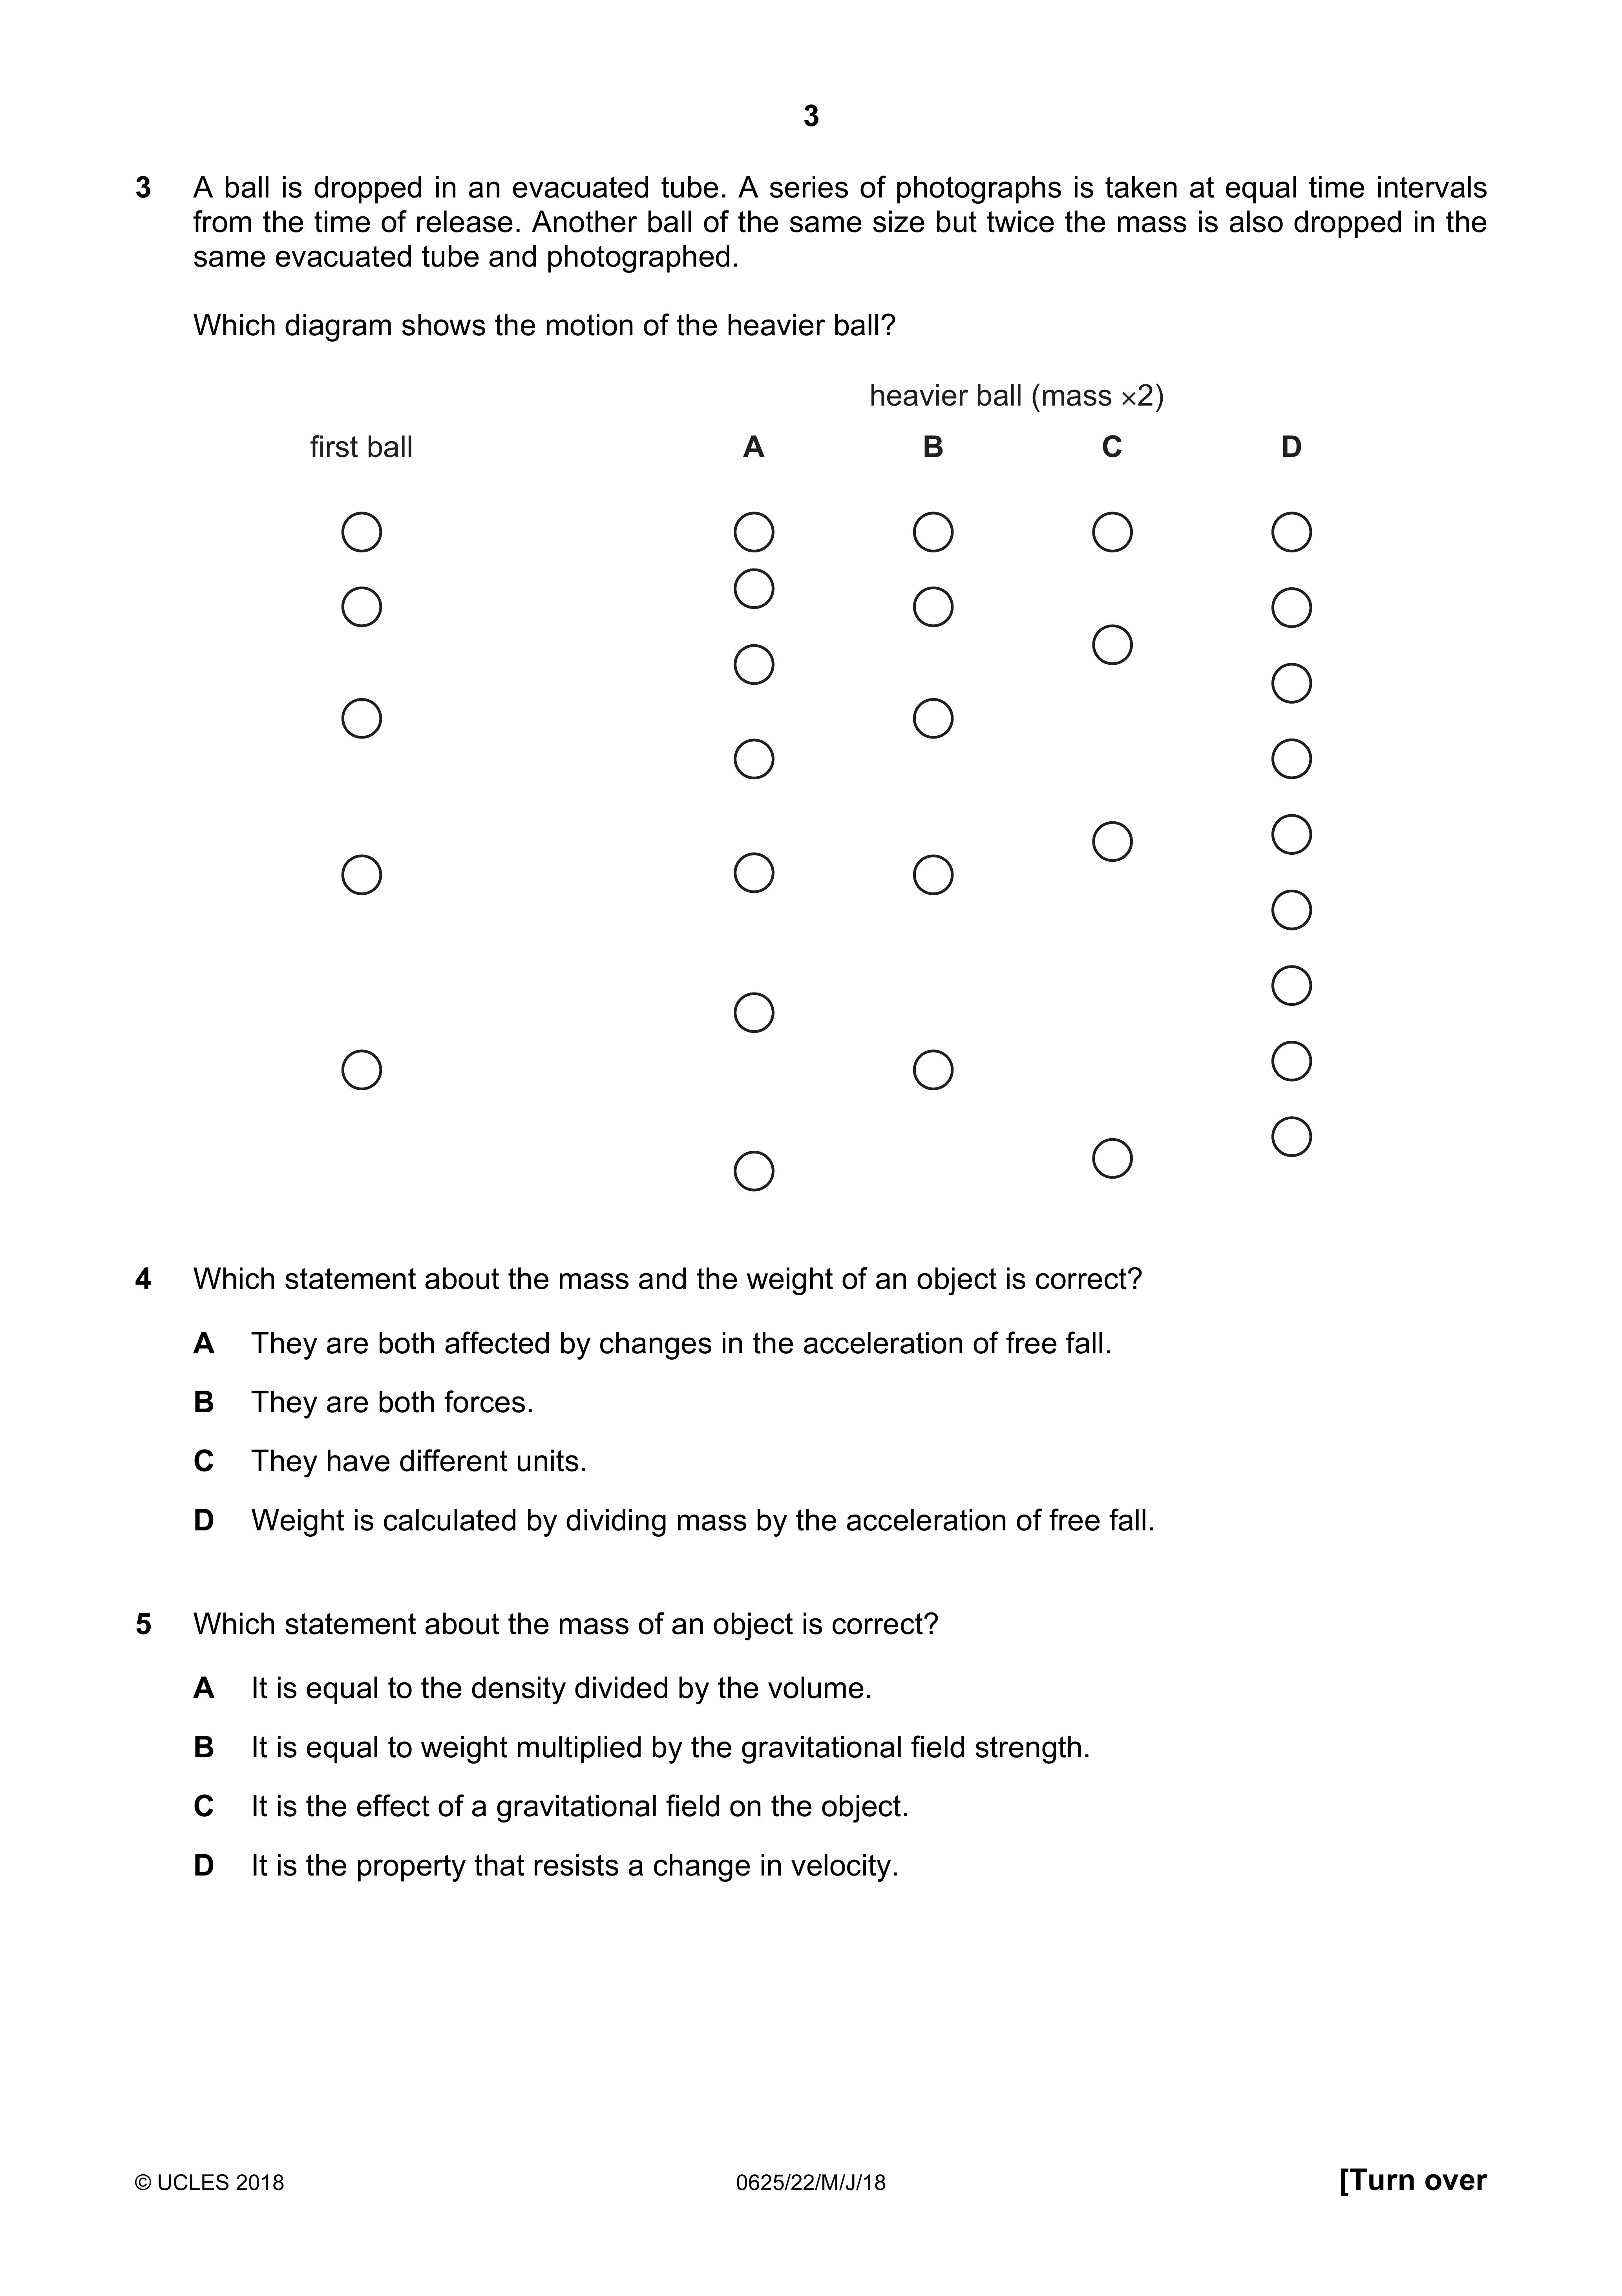 3
3 A ball is dropped in an evacuated tube. A series of photographs is taken at equal time intervals
from the time of release. Another ball of the same size but twice the mass is also dropped in the
same evacuated tube and photographed.
Which diagram shows the motion of the heavier ball?
heavier ball (mass ×2)
first ball A B C D
4 Which statement about the mass and the weight of an object is correct?
A They are both affected by changes in the acceleration of free fall.
B They are both forces.
C They have different units.
D Weight is calculated by dividing mass by the acceleration of free fall.
5 Which statement about the mass of an object is correct?
A It is equal to the density divided by the volume.
B It is equal to weight multiplied by the gravitational field strength.
C It is the effect of a gravitational field on the object.
D It is the property that resists a change in velocity.
© UCLES 2018 0625/22/M/J/18 [Turn over